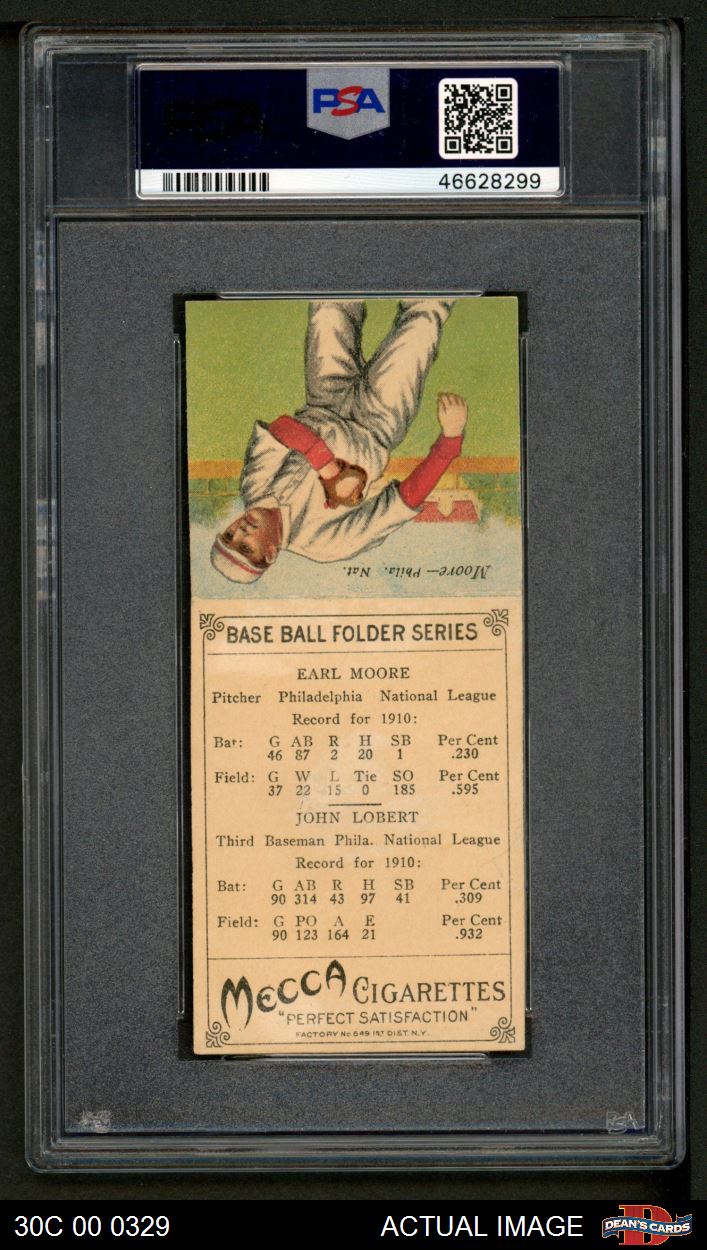 PSA
46628299
Moore—Phila. Nat.
BASE BALL FOLDER SERIES
EARL MOORE
Pitcher Philadelphia National League
Record for 1910:
Bat: G AB R H SB Per Cent
46 87 2 20 1 .230
Field: G W L Tie SO Per Cent
37 22 15 0 185 .595
JOHN LOBERT
Third Baseman Phila. National League
Record for 1910:
Bat: G AB R H SB Per Cent
90 314 43 97 41 .309
Field: G PO A E Per Cent
90 123 164 21 .932
MECCA CIGARETTES
"PERFECT SATISFACTION"
FACTORY No 649 1ST DIST. N.Y.
PSA
30C 00 0329
ACTUAL IMAGE
DEAN'S CARDS